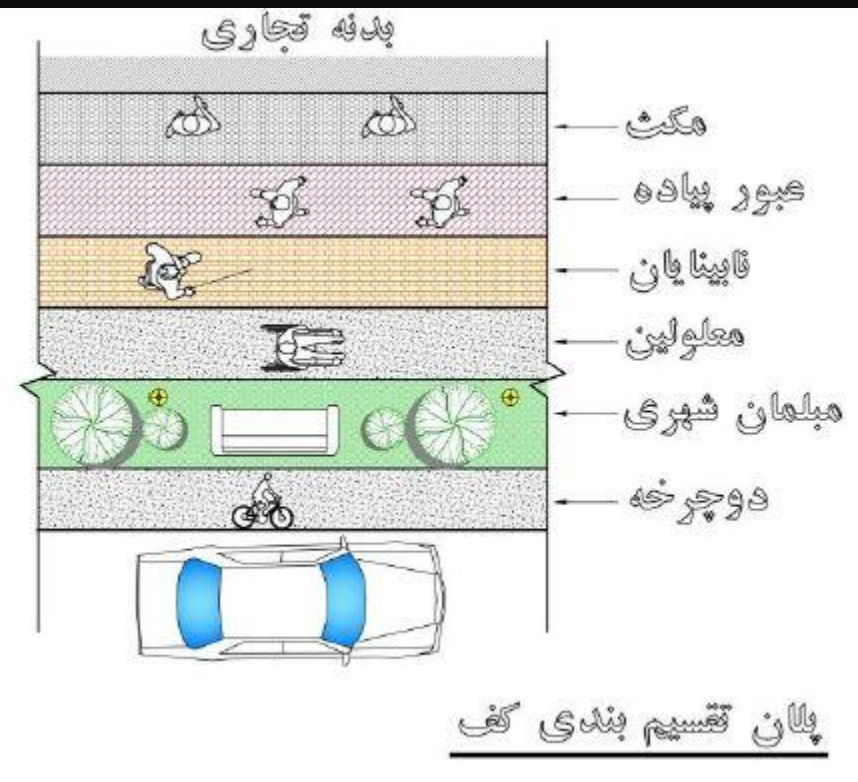 بدنه تجاری
مکث
عبور پیاده
نابینایان
معلولین
مبلمان شهری
دوچرخه
پلان تقسیم بندی کف